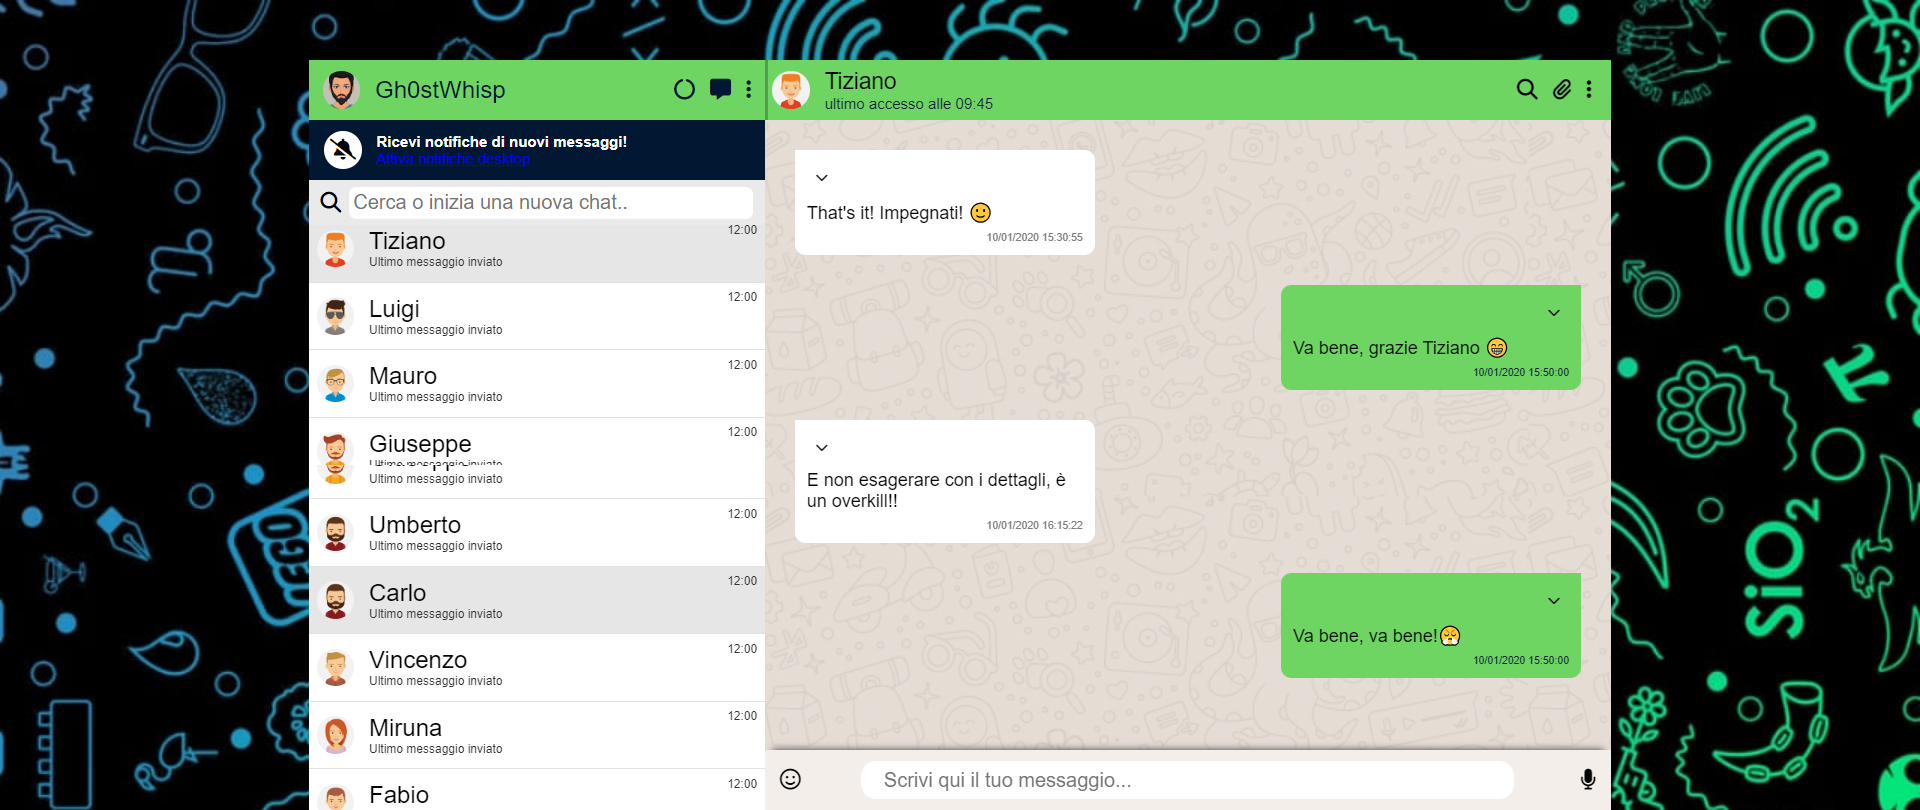 Gh0stWhisp
Ricevi notifiche di nuovi messaggi!
Attiva notifiche desktop
Cerca o inizia una nuova chat..
Tiziano
12:00
Ultimo messaggio inviato
Luigi
12:00
Ultimo messaggio inviato
Mauro
12:00
Ultimo messaggio inviato
Giuseppe
12:00
Ultimo messaggio inviato
Umberto
12:00
Ultimo messaggio inviato
Carlo
12:00
Ultimo messaggio inviato
Vincenzo
12:00
Ultimo messaggio inviato
Miruna
12:00
Ultimo messaggio inviato
Fabio
12:00
Tiziano
ultimo accesso alle 09:45
That's it! Impegnati! 🙂
10/01/2020 15:30:55
Va bene, grazie Tiziano 😁
10/01/2020 15:50:00
E non esagerare con i dettagli, è
un overkill!!
10/01/2020 16:15:22
Va bene, va bene!😤
10/01/2020 15:50:00
Scrivi qui il tuo messaggio...
SiO2